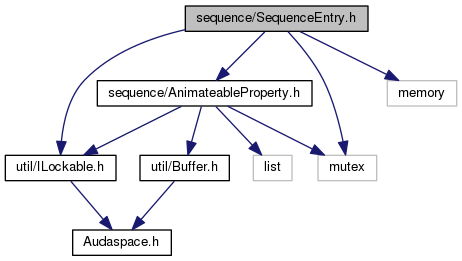 sequence/SequenceEntry.h
sequence/AnimateableProperty.h
memory
util/ILockable.h
util/Buffer.h
list
mutex
Audaspace.h